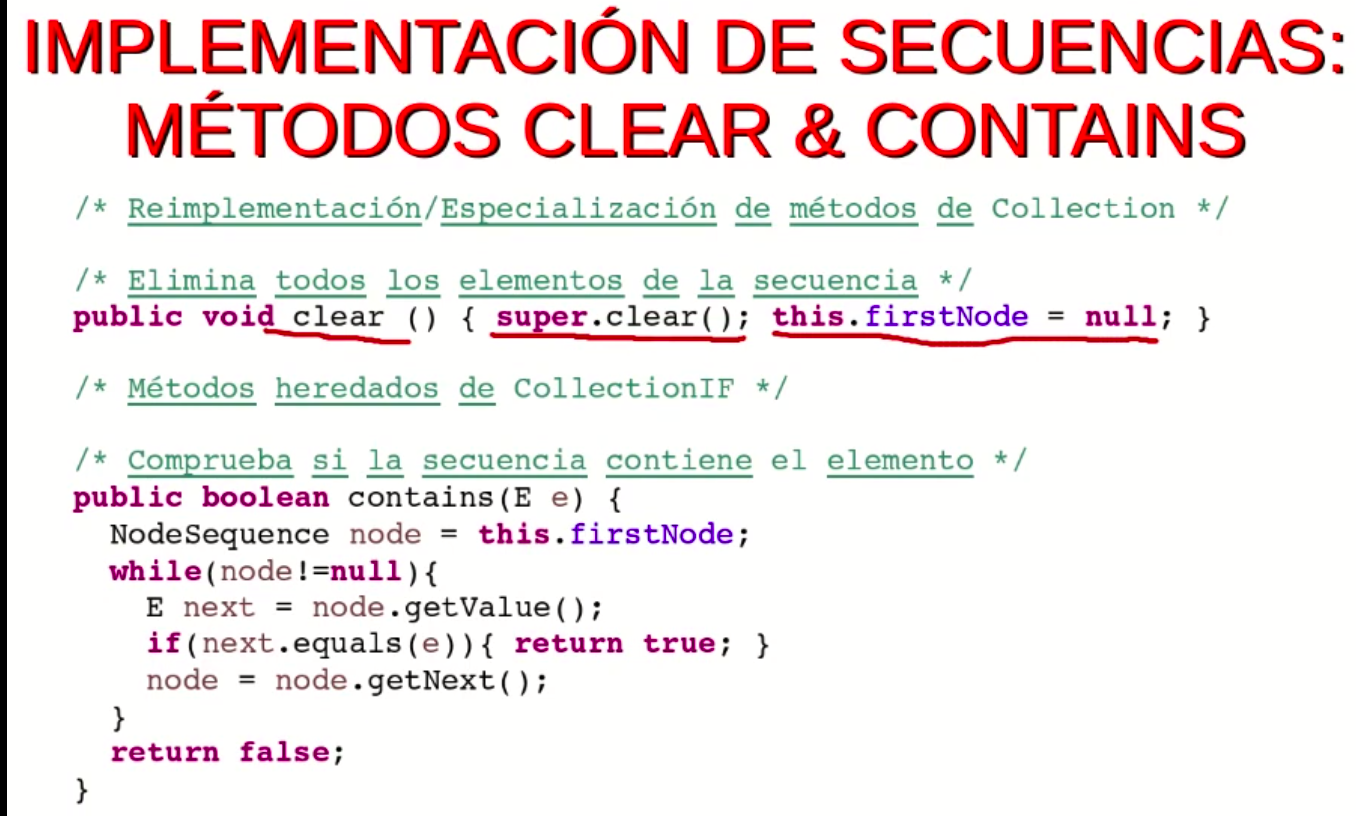 IMPLEMENTACIÓN DE SECUENCIAS:
MÉTODOS CLEAR & CONTAINS
/* Reimplementación/Especialización de métodos de Collection */
/* Elimina todos los elementos de la secuencia */
public void clear () { super.clear(); this.firstNode = null; }
/* Métodos heredados de CollectionIF */
/* Comprueba si la secuencia contiene el elemento */
public boolean contains(E e) {
NodeSequence node = this.firstNode;
while(node!=null){
E next = node.getValue();
if(next.equals(e)){ return true; }
node = node.getNext();
}
return false;
}